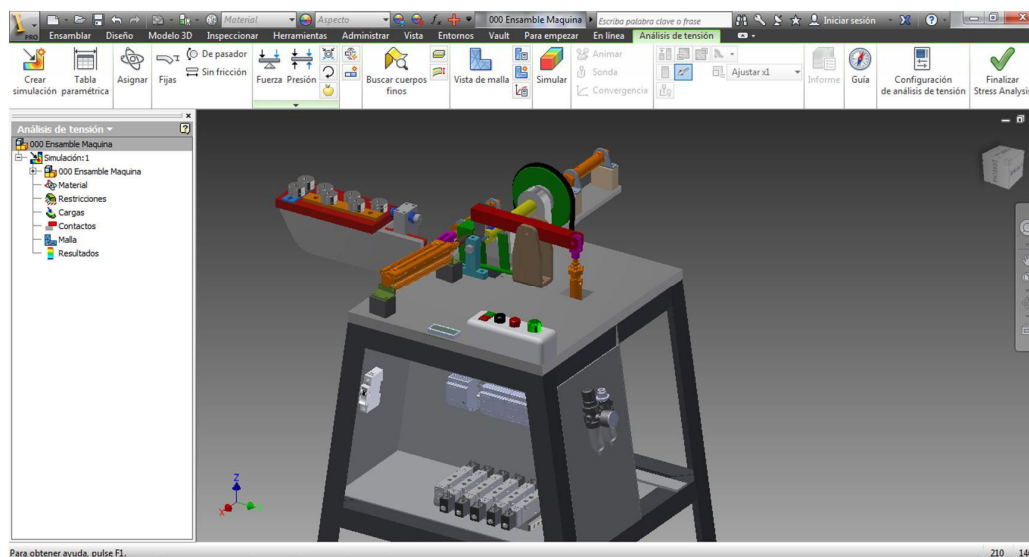 Material
Aspecto
000 Ensamble Maquina
Escriba palabra clave o frase
Iniciar sesión
PRO
Ensamblar Diseño Modelo 3D Inspeccionar Herramientas Administrar Vista Entornos Vault Para empezar En línea Análisis de tensión
Crear simulación
Tabla paramétrica
Asignar
Fijas
De pasador
Sin fricción
Fuerza
Presión
Buscar cuerpos finos
Vista de malla
Simular
Animar
Sonda
Convergencia
Ajustar x1
Informe
Guía
Configuración de análisis de tensión
Finalizar Stress Analysis
Análisis de tensión
000 Ensamble Maquina
Simulación:1
000 Ensamble Maquina
Material
Restricciones
Cargas
Contactos
Malla
Resultados
Z
X
Para obtener ayuda, pulse F1.
210